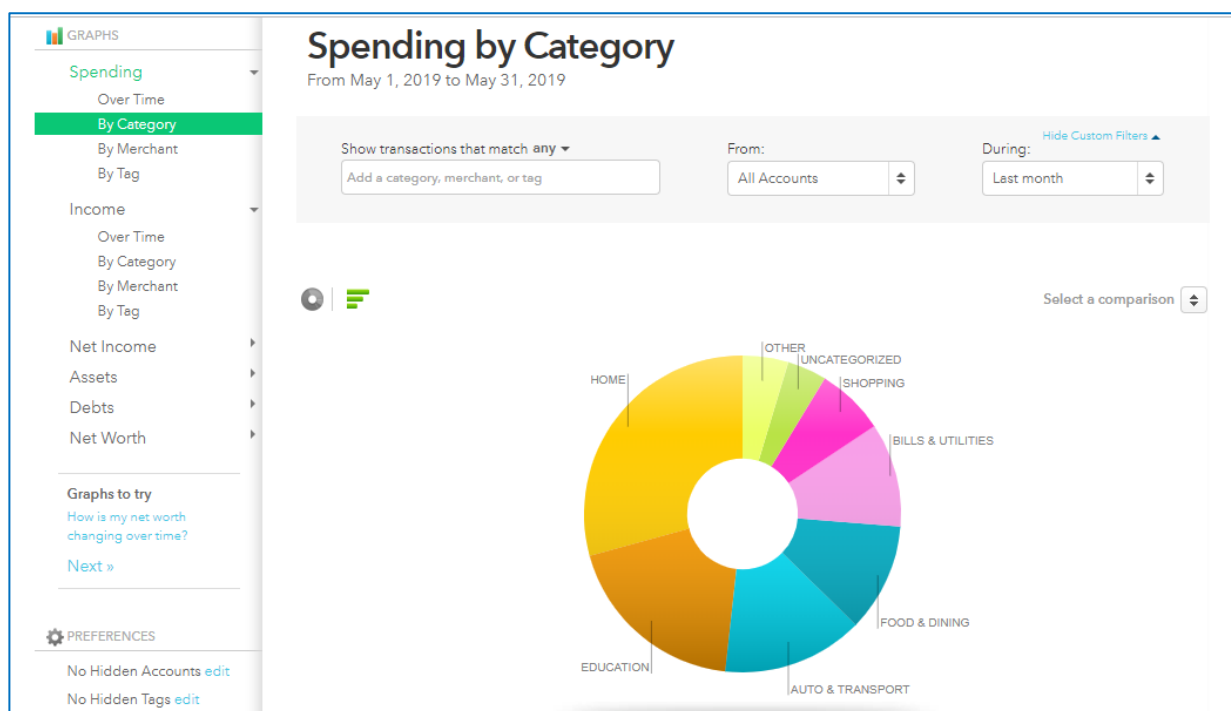 GRAPHS
Spending
Over Time
By Category
By Merchant
By Tag
Income
Over Time
By Category
By Merchant
By Tag
Net Income
Assets
Debts
Net Worth
Graphs to try
How is my net worth
changing over time?
Next »
PREFERENCES
No Hidden Accounts edit
No Hidden Tags edit
Spending by Category
From May 1, 2019 to May 31, 2019
Hide Custom Filters
Show transactions that match any
From:
During:
Add a category, merchant, or tag
All Accounts
Last month
Select a comparison
OTHER
UNCATEGORIZED
HOME
SHOPPING
BILLS & UTILITIES
FOOD & DINING
EDUCATION
AUTO & TRANSPORT